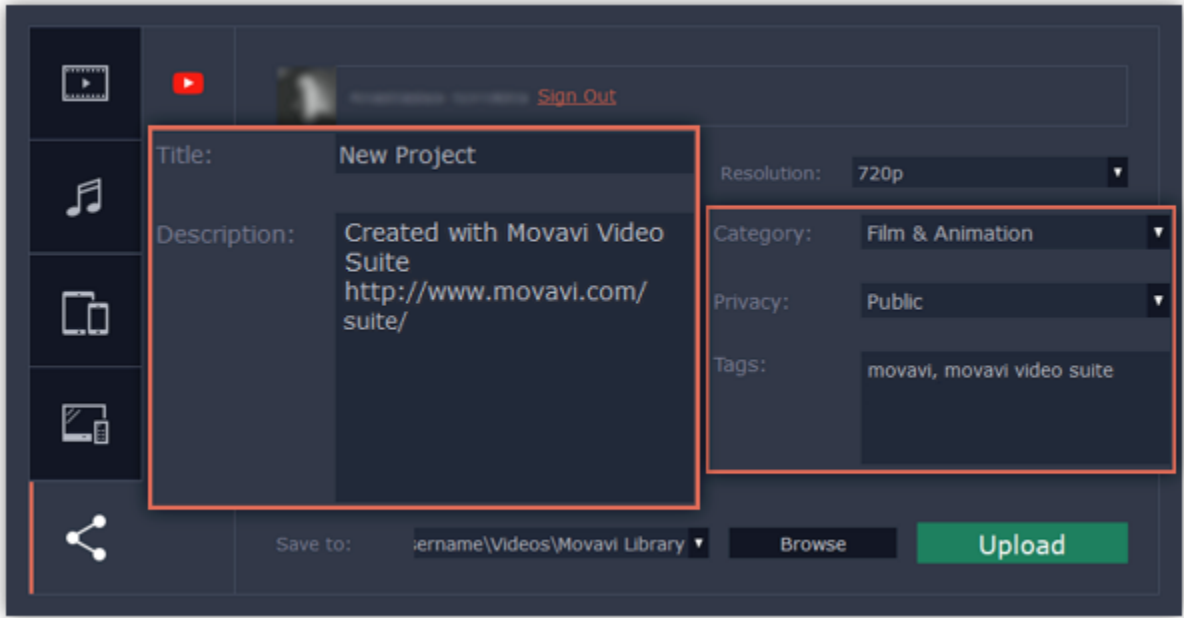 Sign Out
Title:
New Project
Description:
Created with Movavi Video
Suite
http://www.movavi.com/
suite/
Resolution:
720p
Category:
Film & Animation
Privacy:
Public
Tags:
movavi, movavi video suite
Save to:
sername\Videos\Movavi Library
Browse
Upload